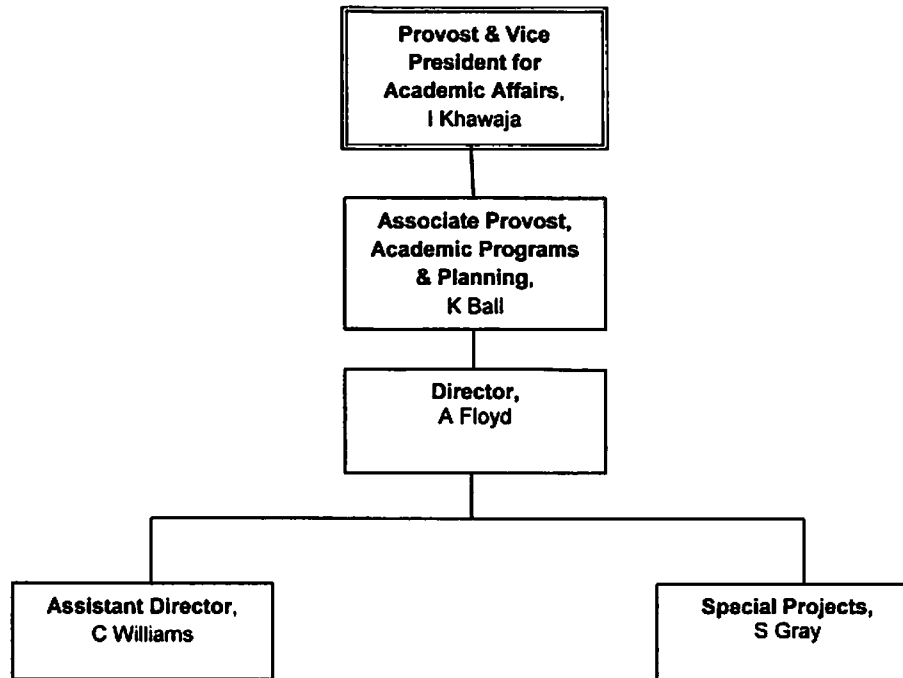 Provost & Vice
President for
Academic Affairs,
I Khawaja
Associate Provost,
Academic Programs
& Planning,
K Ball
Director,
A Floyd
Assistant Director,
C Williams
Special Projects,
S Gray